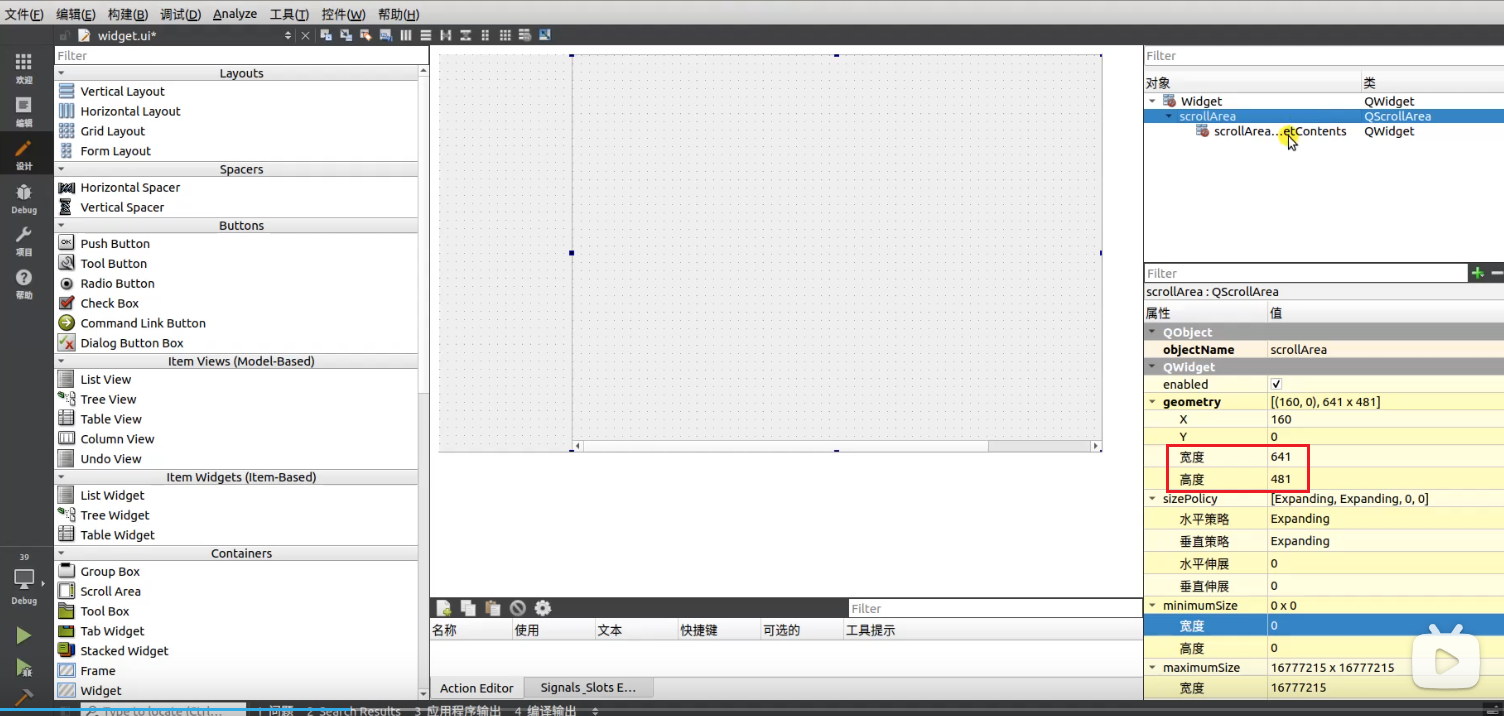 文件(F) 编辑(E) 构建(B) 调试(D) Analyze 工具(T) 控件(W) 帮助(H)
widget.ui*
欢迎
编辑
设计
Debug
项目
帮助
39
Debug
Filter
Layouts
Vertical Layout
Horizontal Layout
Grid Layout
Form Layout
Spacers
Horizontal Spacer
Vertical Spacer
Buttons
OK Push Button
Tool Button
Radio Button
Check Box
Command Link Button
Dialog Button Box
Item Views (Model-Based)
List View
Tree View
Table View
Column View
Undo View
Item Widgets (Item-Based)
List Widget
Tree Widget
Table Widget
Containers
Group Box
Scroll Area
Tool Box
Tab Widget
Stacked Widget
Frame
Widget
Filter
名称 使用 文本 快捷键 可选的 工具提示
Action Editor Signals_Slots E...
Filter
对象 类
Widget QWidget
scrollArea QScrollArea
scrollArea...etContents QWidget
Filter
scrollArea : QScrollArea
属性 值
QObject
objectName scrollArea
QWidget
enabled
geometry [(160, 0), 641 x 481]
X 160
Y 0
宽度 641
高度 481
sizePolicy [Expanding, Expanding, 0, 0]
水平策略 Expanding
垂直策略 Expanding
水平伸展 0
垂直伸展 0
minimumSize 0 x 0
宽度 0
高度 0
maximumSize 16777215 x 16777215
宽度 16777215
Type to locate (Ctrl... 1 问题 2 Search Results 3 应用程序输出 4 编译输出